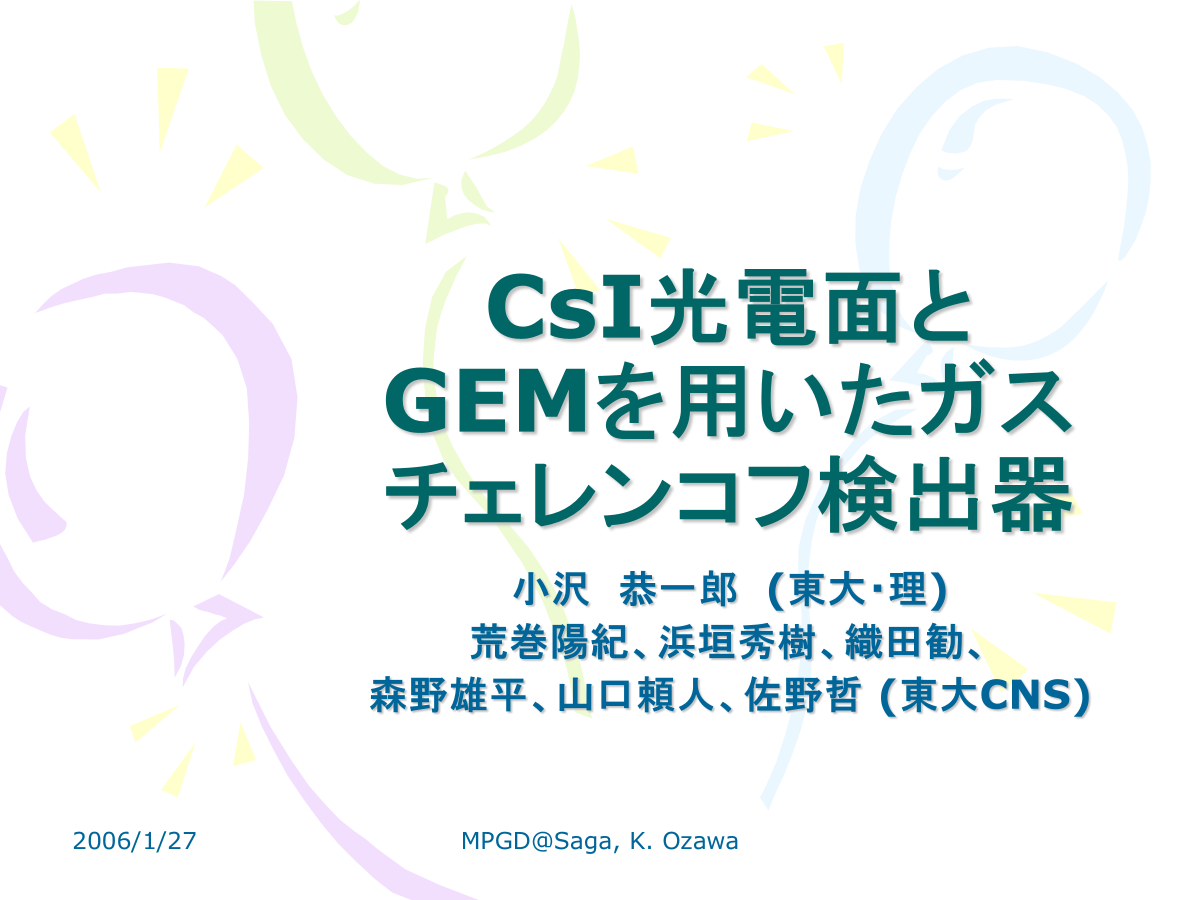 CsI光電面と
GEMを用いたガス
チェレンコフ検出器
小沢　恭一郎　(東大・理)
荒巻陽紀、浜垣秀樹、織田勧、
森野雄平、山口頼人、佐野哲 (東大CNS)
2006/1/27
MPGD@Saga, K. Ozawa